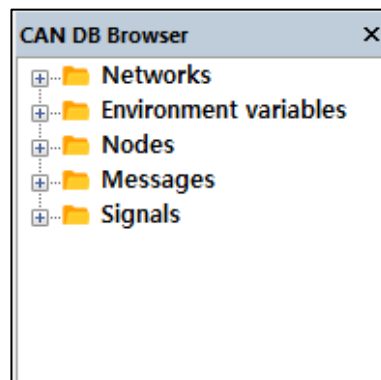 CAN DB Browser
Networks
Environment variables
Nodes
Messages
Signals